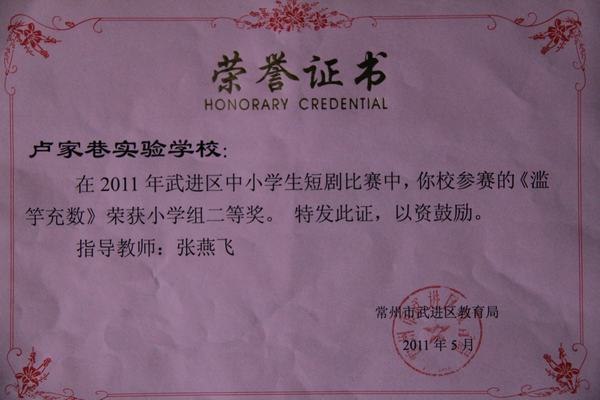 荣誉证书
HONORARY CREDENTIAL
卢家巷实验学校：
在 2011 年武进区中小学生短剧比赛中，你校参赛的《滥
竽充数》荣获小学组二等奖。 特发此证，以资鼓励。
指导教师：张燕飞
常州市武进区教育局
2011 年 5 月